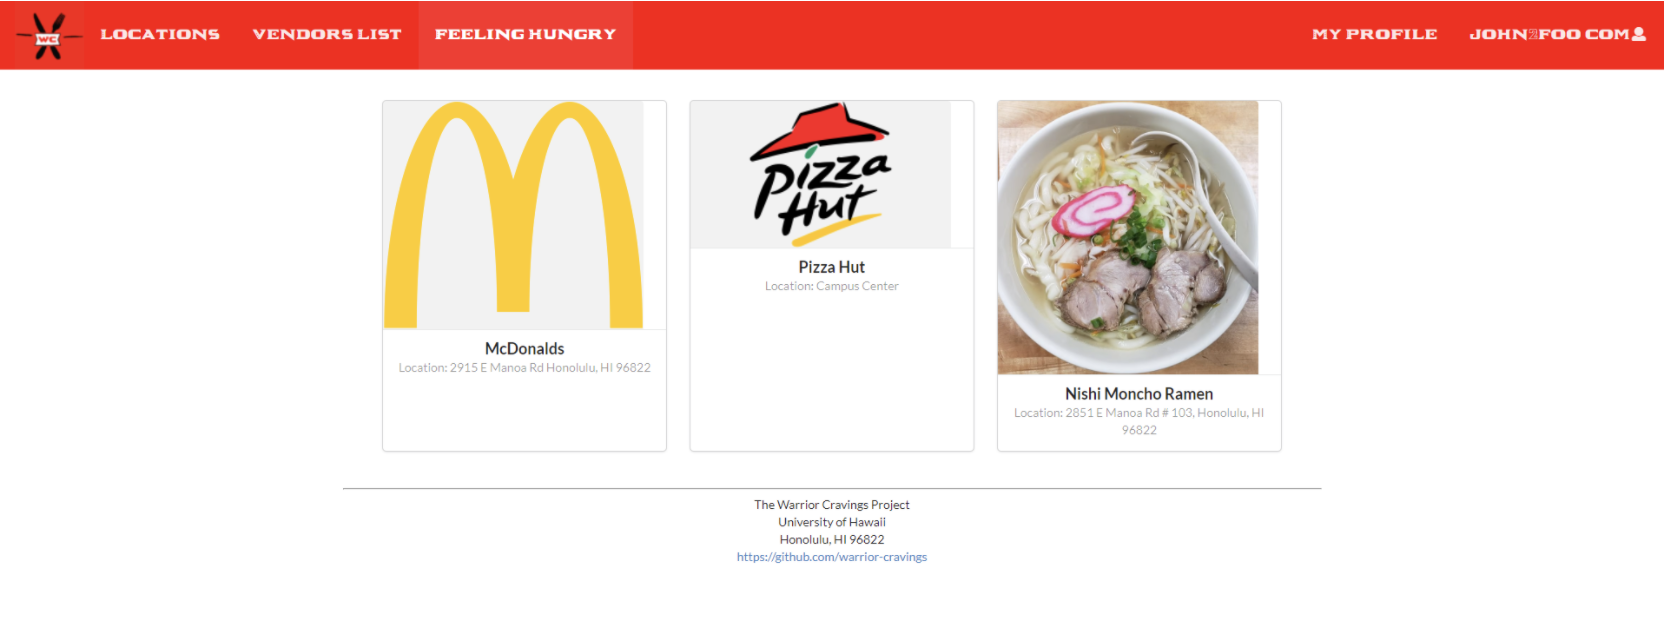 WC
LOCATIONS
VENDORS LIST
FEELING HUNGRY
MY PROFILE
JOHN2FOO COM
Pizza
Hut
McDonalds
Location: 2915 E Manoa Rd Honolulu, HI 96822
Pizza Hut
Location: Campus Center
Nishi Moncho Ramen
Location: 2851 E Manoa Rd # 103, Honolulu, HI
96822
The Warrior Cravings Project
University of Hawaii
Honolulu, HI 96822
https://github.com/warrior-cravings